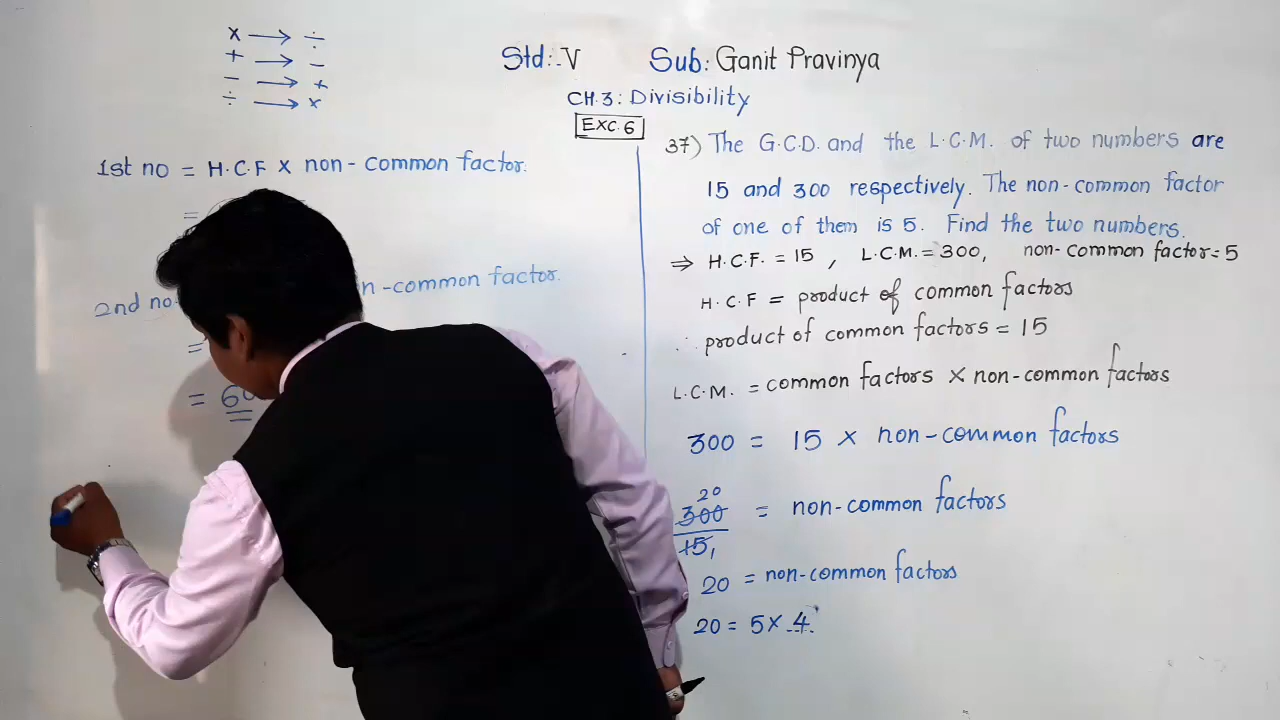 × → ÷
+ → −
− → +
÷ → ×
1st no = H.C.F × non-common factor.
=
2nd no
n-common factor.
=
= 60
Std:- V Sub: Ganit Pravinya
CH.3: Divisibility
EXC. 6
37) The G.C.D. and the L.C.M. of two numbers are
15 and 300 respectively. The non-common factor
of one of them is 5. Find the two numbers.
⇒ H.C.F. = 15, L.C.M. = 300, non-common factor = 5
H.C.F = product of common factors
∴ product of common factors = 15
L.C.M. = common factors × non-common factors
300 = 15 × non-common factors
20
300 = non-common factors
15 1
20 = non-common factors
20 = 5 × 4